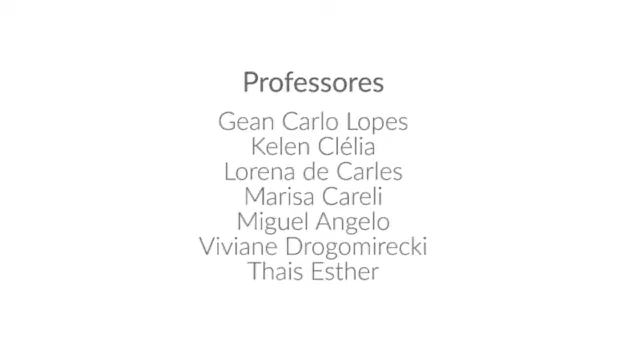 Professores
Gean Carlo Lopes
Kelen Clélia
Lorena de Carles
Marisa Careli
Miguel Angelo
Viviane Drogomirecki
Thais Esther